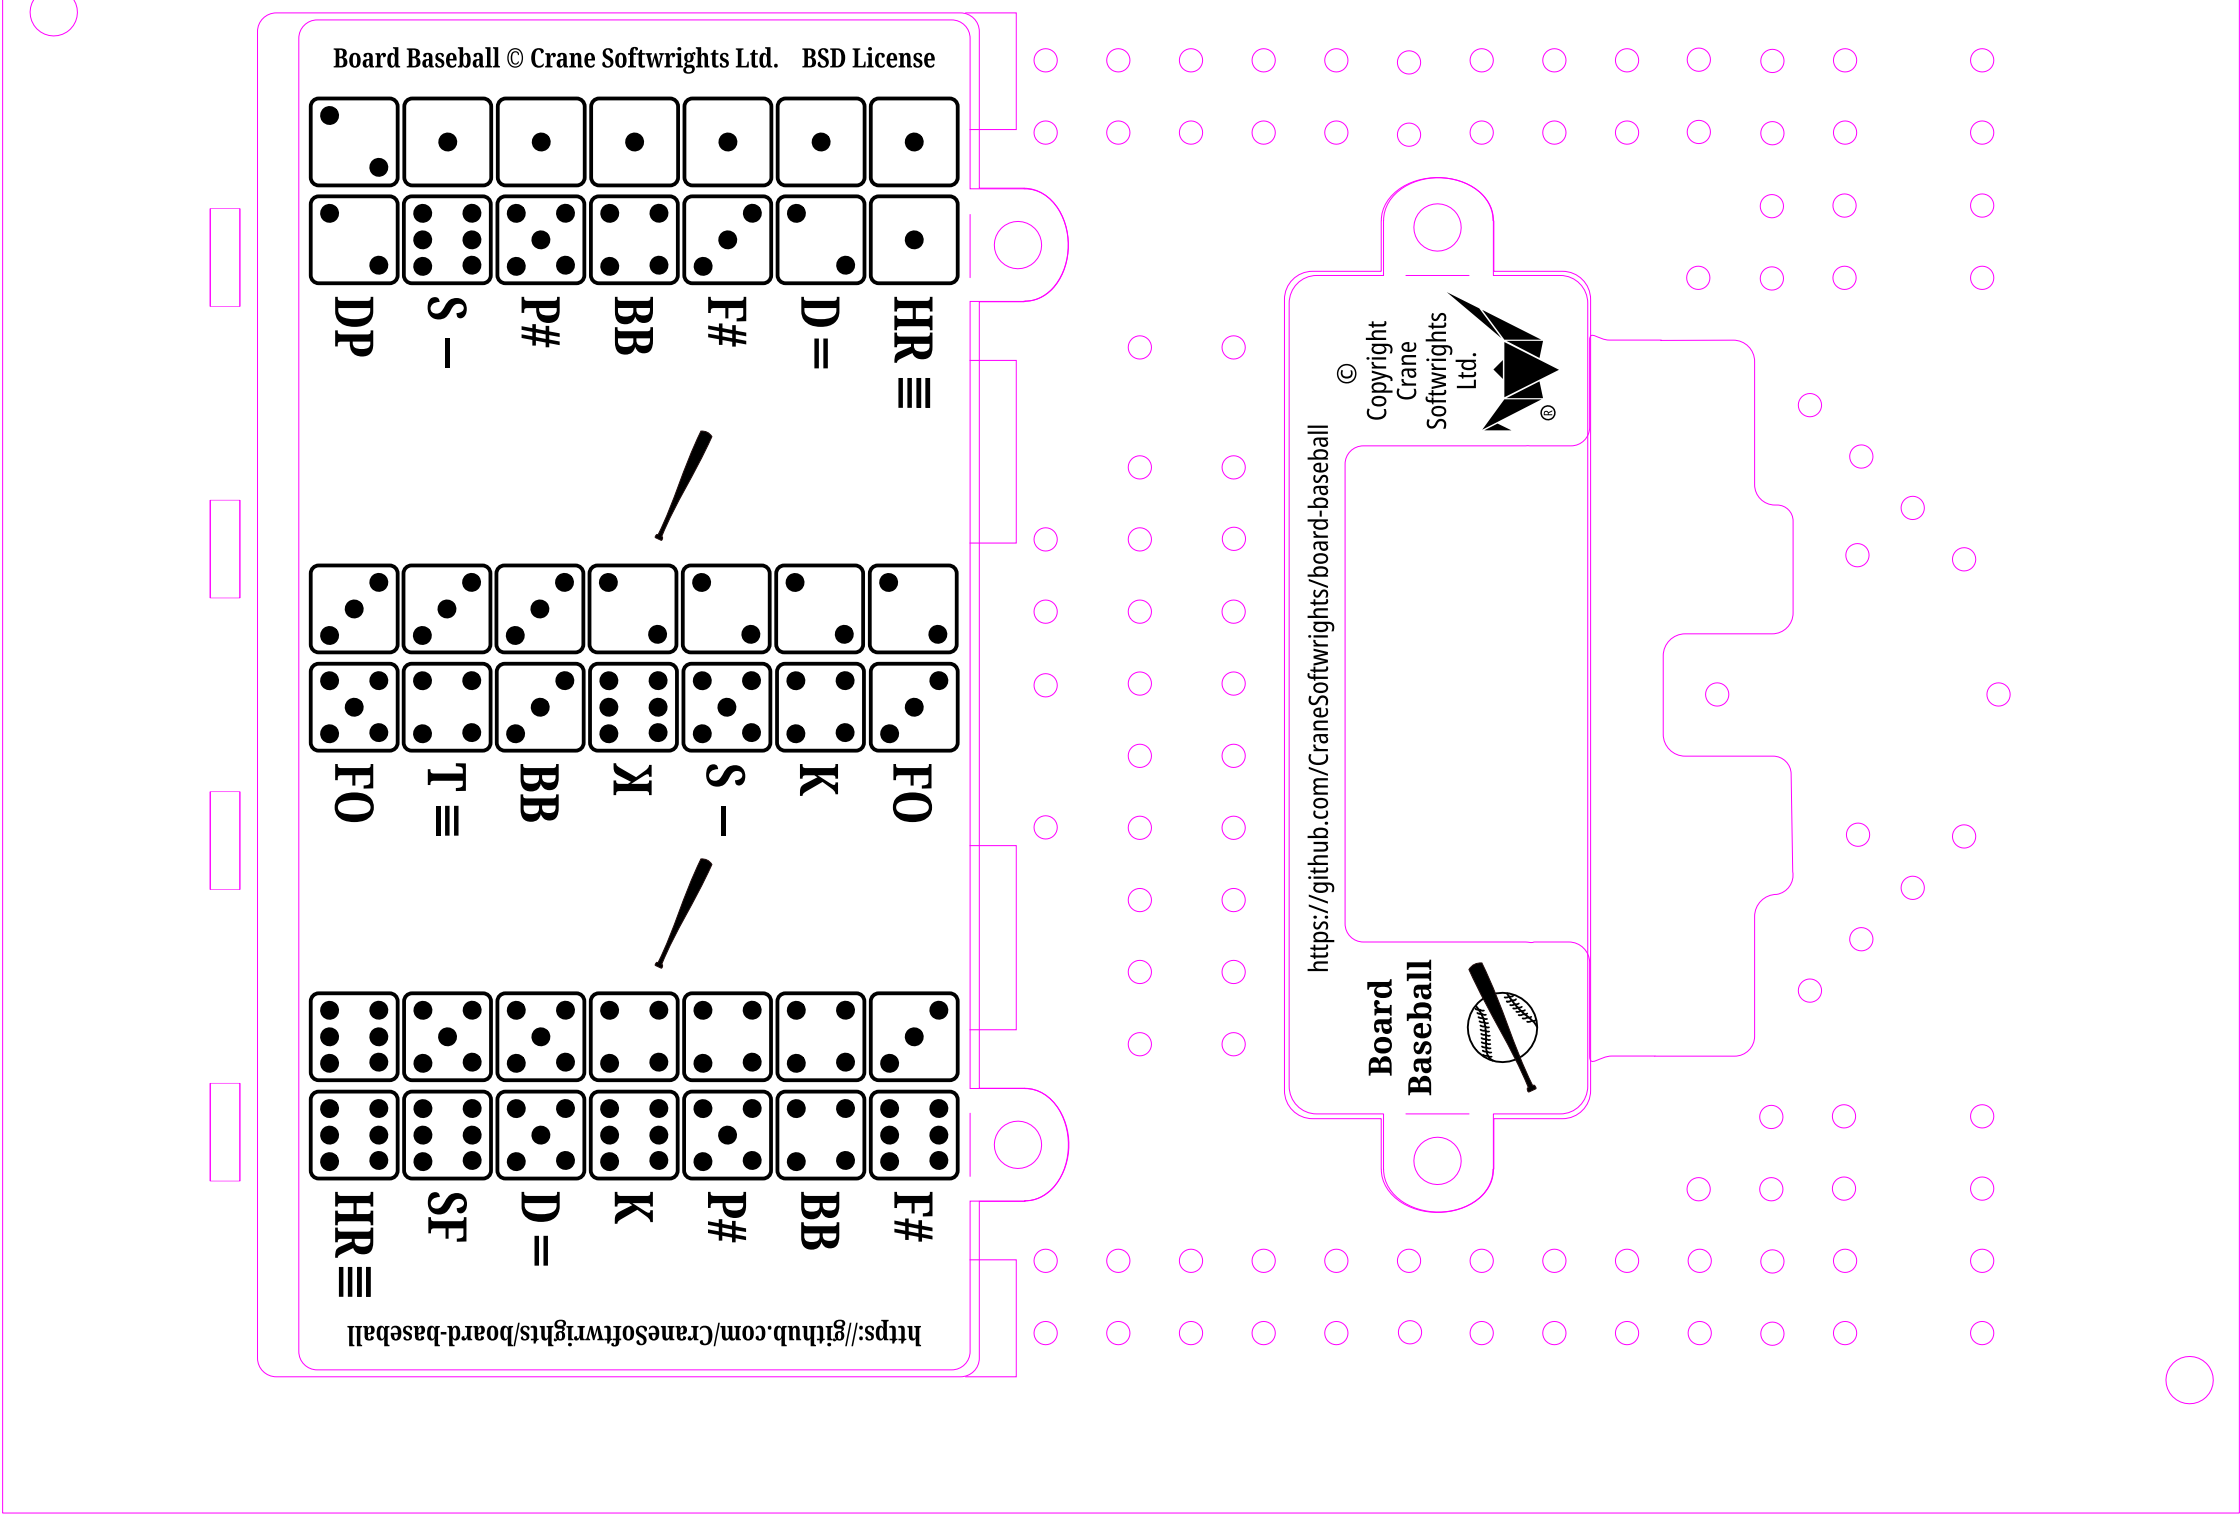 Board Baseball © Crane Softwrights Ltd. BSD License
HR ≣
D =
F#
BB
P#
S –
DP
FO
K
S –
ꓘ
BB
T ≡
FO
F#
BB
P#
K
D =
SF
HR ≣
https://github.com/CraneSoftwrights/board-baseball
https://github.com/CraneSoftwrights/board-baseball
Board
Baseball
©
Copyright
Crane
Softwrights
Ltd.
®